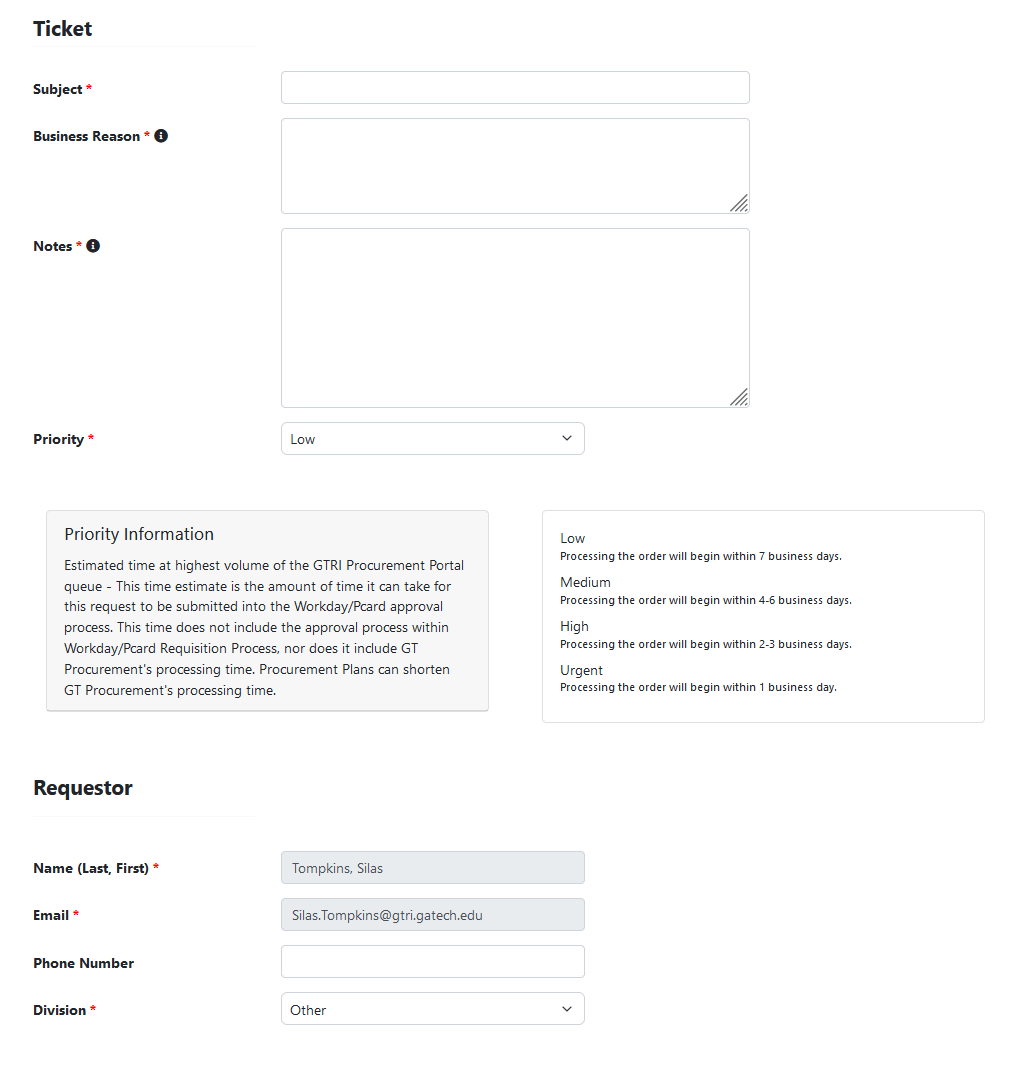 Ticket
Subject *
Business Reason *
Notes *
Priority *
Low
Priority Information
Estimated time at highest volume of the GTRI Procurement Portal
queue - This time estimate is the amount of time it can take for
this request to be submitted into the Workday/Pcard approval
process. This time does not include the approval process within
Workday/Pcard Requisition Process, nor does it include GT
Procurement's processing time. Procurement Plans can shorten
GT Procurement's processing time.
Low
Processing the order will begin within 7 business days.
Medium
Processing the order will begin within 4-6 business days.
High
Processing the order will begin within 2-3 business days.
Urgent
Processing the order will begin within 1 business day.
Requestor
Name (Last, First) *
Tompkins, Silas
Email *
Silas.Tompkins@gtri.gatech.edu
Phone Number
Division *
Other